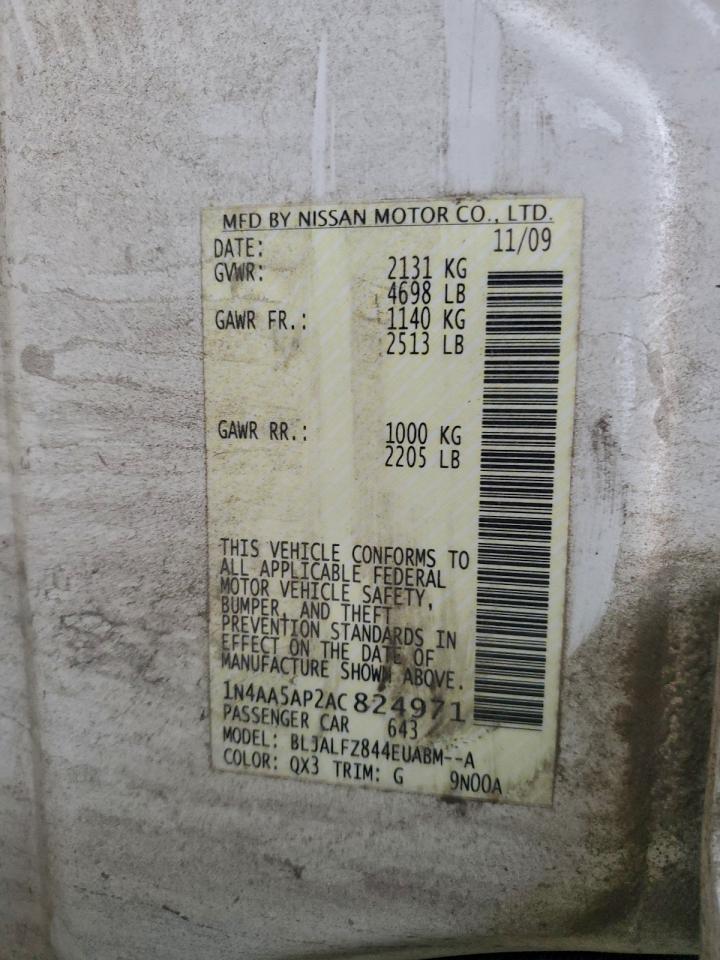 MFD BY NISSAN MOTOR CO., LTD.
DATE: 11/09
GVWR: 2131 KG
4698 LB
GAWR FR.: 1140 KG
2513 LB
GAWR RR.: 1000 KG
2205 LB
THIS VEHICLE CONFORMS TO
ALL APPLICABLE FEDERAL
MOTOR VEHICLE SAFETY,
BUMPER, AND THEFT
PREVENTION STANDARDS IN
EFFECT ON THE DATE OF
MANUFACTURE SHOWN ABOVE.
1N4AA5AP2AC824971
PASSENGER CAR 643
MODEL: BLJALFZ844EUABM--A
COLOR: QX3 TRIM: G 9N00A